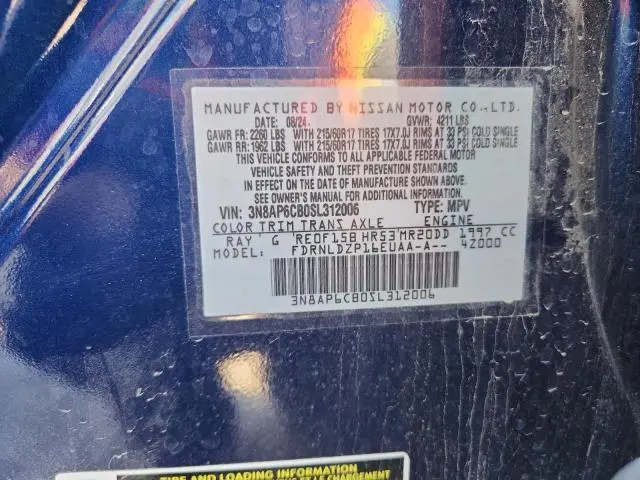 MANUFACTURED BY NISSAN MOTOR CO.,LTD.
DATE: 08/24 GVWR: 4211 LBS
GAWR FR: 2260 LBS WITH 215/60R17 TIRES 17X7.0J RIMS AT 33 PSI COLD SINGLE
GAWR RR: 1962 LBS WITH 215/60R17 TIRES 17X7.0J RIMS AT 33 PSI COLD SINGLE
THIS VEHICLE CONFORMS TO ALL APPLICABLE FEDERAL MOTOR
VEHICLE SAFETY AND BUMPER STANDARDS
IN EFFECT ON THE DATE OF MANUFACTURE SHOWN ABOVE.
SEE OWNER'S MANUAL FOR ADDITIONAL INFORMATION.
VIN: 3N8AP6CB0SL312006 TYPE: MPV
COLOR TRIM TRANS AXLE ENGINE
RAY G RE0F15B HR53 MR20DD 1997 CC
MODEL: FDRNLDZP16EUAA-A-- 4Z000
3N8AP6CB0SL312006
TIRE AND LOADING INFORMATION